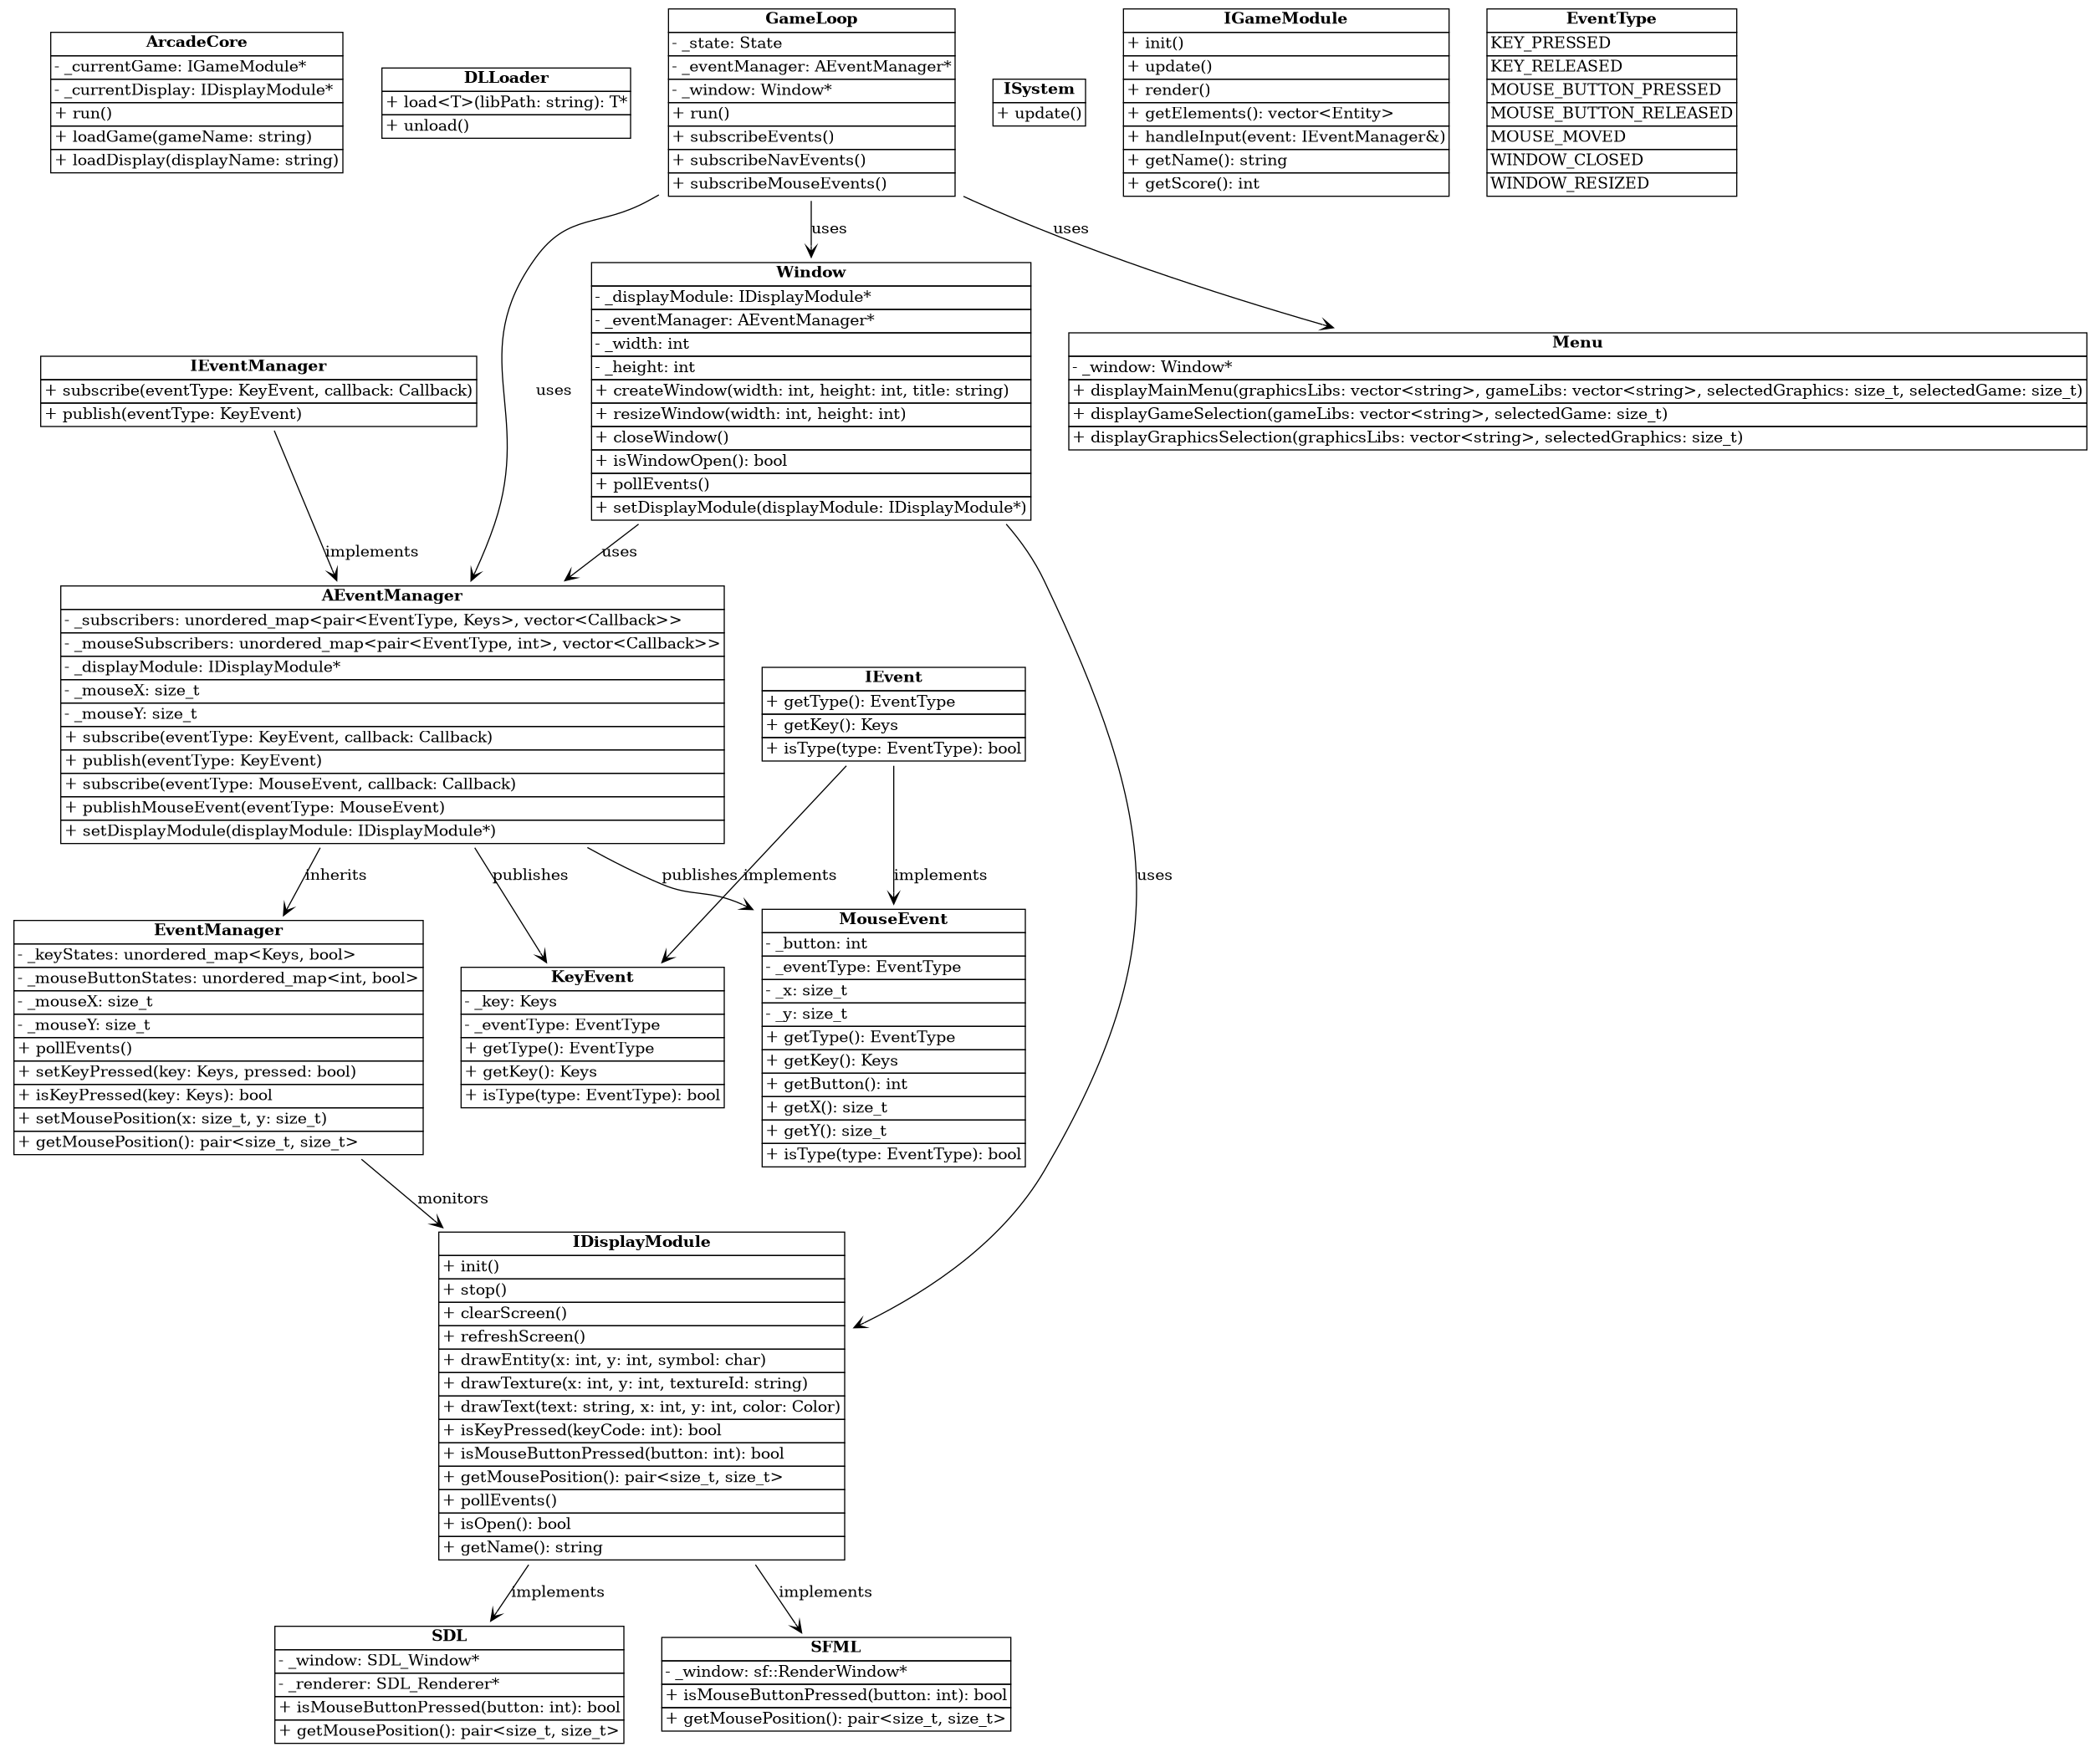 ArcadeCore
- _currentGame: IGameModule*
- _currentDisplay: IDisplayModule*
+ run()
+ loadGame(gameName: string)
+ loadDisplay(displayName: string)
DLLoader
+ load<T>(libPath: string): T*
+ unload()
GameLoop
- _state: State
- _eventManager: AEventManager*
- _window: Window*
+ run()
+ subscribeEvents()
+ subscribeNavEvents()
+ subscribeMouseEvents()
ISystem
+ update()
IGameModule
+ init()
+ update()
+ render()
+ getElements(): vector<Entity>
+ handleInput(event: IEventManager&)
+ getName(): string
+ getScore(): int
EventType
KEY_PRESSED
KEY_RELEASED
MOUSE_BUTTON_PRESSED
MOUSE_BUTTON_RELEASED
MOUSE_MOVED
WINDOW_CLOSED
WINDOW_RESIZED
uses
uses
uses
IEventManager
+ subscribe(eventType: KeyEvent, callback: Callback)
+ publish(eventType: KeyEvent)
Window
- _displayModule: IDisplayModule*
- _eventManager: AEventManager*
- _width: int
- _height: int
+ createWindow(width: int, height: int, title: string)
+ resizeWindow(width: int, height: int)
+ closeWindow()
+ isWindowOpen(): bool
+ pollEvents()
+ setDisplayModule(displayModule: IDisplayModule*)
Menu
- _window: Window*
+ displayMainMenu(graphicsLibs: vector<string>, gameLibs: vector<string>, selectedGraphics: size_t, selectedGame: size_t)
+ displayGameSelection(gameLibs: vector<string>, selectedGame: size_t)
+ displayGraphicsSelection(graphicsLibs: vector<string>, selectedGraphics: size_t)
implements
uses
AEventManager
- _subscribers: unordered_map<pair<EventType, Keys>, vector<Callback>>
- _mouseSubscribers: unordered_map<pair<EventType, int>, vector<Callback>>
- _displayModule: IDisplayModule*
- _mouseX: size_t
- _mouseY: size_t
+ subscribe(eventType: KeyEvent, callback: Callback)
+ publish(eventType: KeyEvent)
+ subscribe(eventType: MouseEvent, callback: Callback)
+ publishMouseEvent(eventType: MouseEvent)
+ setDisplayModule(displayModule: IDisplayModule*)
IEvent
+ getType(): EventType
+ getKey(): Keys
+ isType(type: EventType): bool
inherits
publishes
publishes
implements
implements
uses
EventManager
- _keyStates: unordered_map<Keys, bool>
- _mouseButtonStates: unordered_map<int, bool>
- _mouseX: size_t
- _mouseY: size_t
+ pollEvents()
+ setKeyPressed(key: Keys, pressed: bool)
+ isKeyPressed(key: Keys): bool
+ setMousePosition(x: size_t, y: size_t)
+ getMousePosition(): pair<size_t, size_t>
KeyEvent
- _key: Keys
- _eventType: EventType
+ getType(): EventType
+ getKey(): Keys
+ isType(type: EventType): bool
MouseEvent
- _button: int
- _eventType: EventType
- _x: size_t
- _y: size_t
+ getType(): EventType
+ getKey(): Keys
+ getButton(): int
+ getX(): size_t
+ getY(): size_t
+ isType(type: EventType): bool
monitors
IDisplayModule
+ init()
+ stop()
+ clearScreen()
+ refreshScreen()
+ drawEntity(x: int, y: int, symbol: char)
+ drawTexture(x: int, y: int, textureId: string)
+ drawText(text: string, x: int, y: int, color: Color)
+ isKeyPressed(keyCode: int): bool
+ isMouseButtonPressed(button: int): bool
+ getMousePosition(): pair<size_t, size_t>
+ pollEvents()
+ isOpen(): bool
+ getName(): string
implements
implements
SDL
- _window: SDL_Window*
- _renderer: SDL_Renderer*
+ isMouseButtonPressed(button: int): bool
+ getMousePosition(): pair<size_t, size_t>
SFML
- _window: sf::RenderWindow*
+ isMouseButtonPressed(button: int): bool
+ getMousePosition(): pair<size_t, size_t>